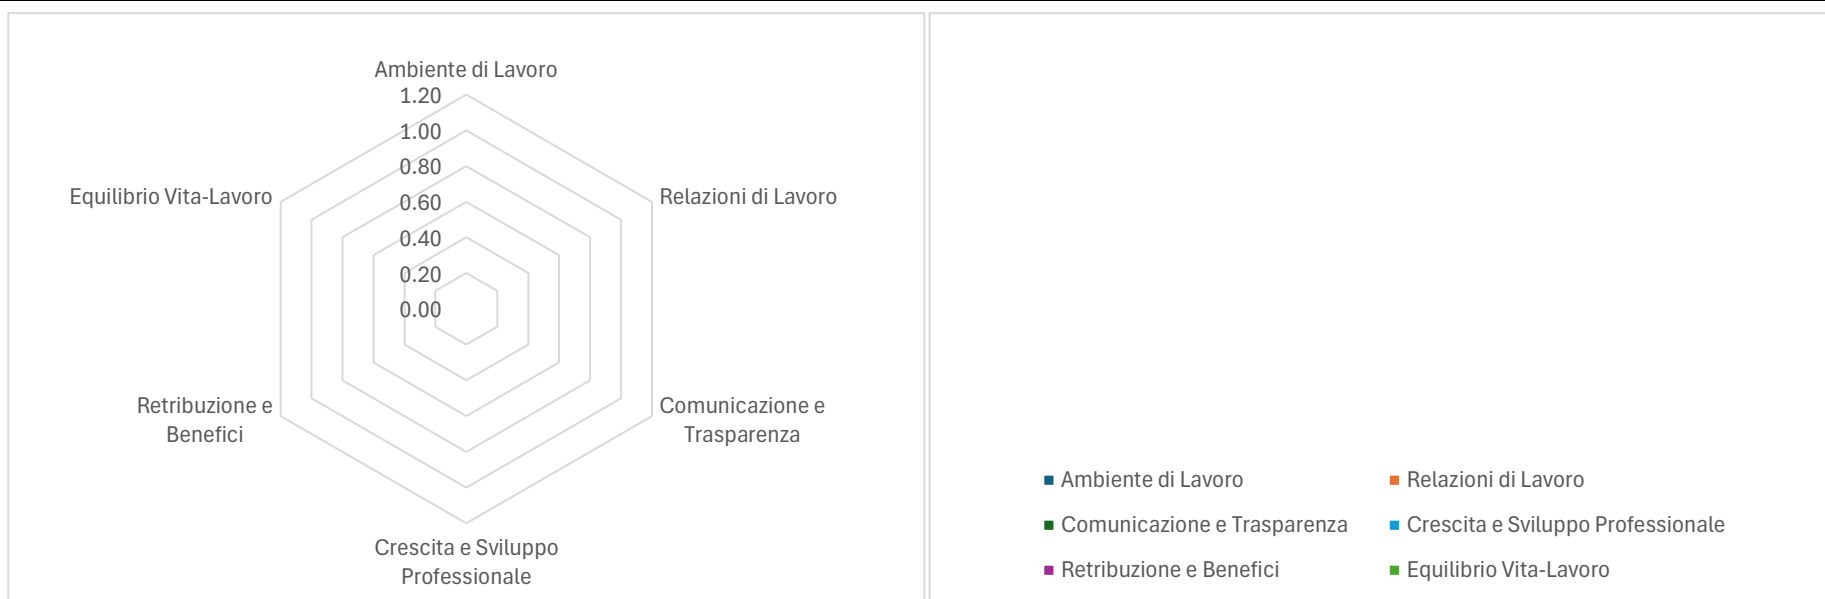 Ambiente di Lavoro
1.20
1.00
0.80
0.60
0.40
0.20
0.00
Relazioni di Lavoro
Comunicazione e
Trasparenza
Crescita e Sviluppo
Professionale
Retribuzione e
Benefici
Equilibrio Vita-Lavoro
Ambiente di Lavoro
Relazioni di Lavoro
Comunicazione e Trasparenza
Crescita e Sviluppo Professionale
Retribuzione e Benefici
Equilibrio Vita-Lavoro